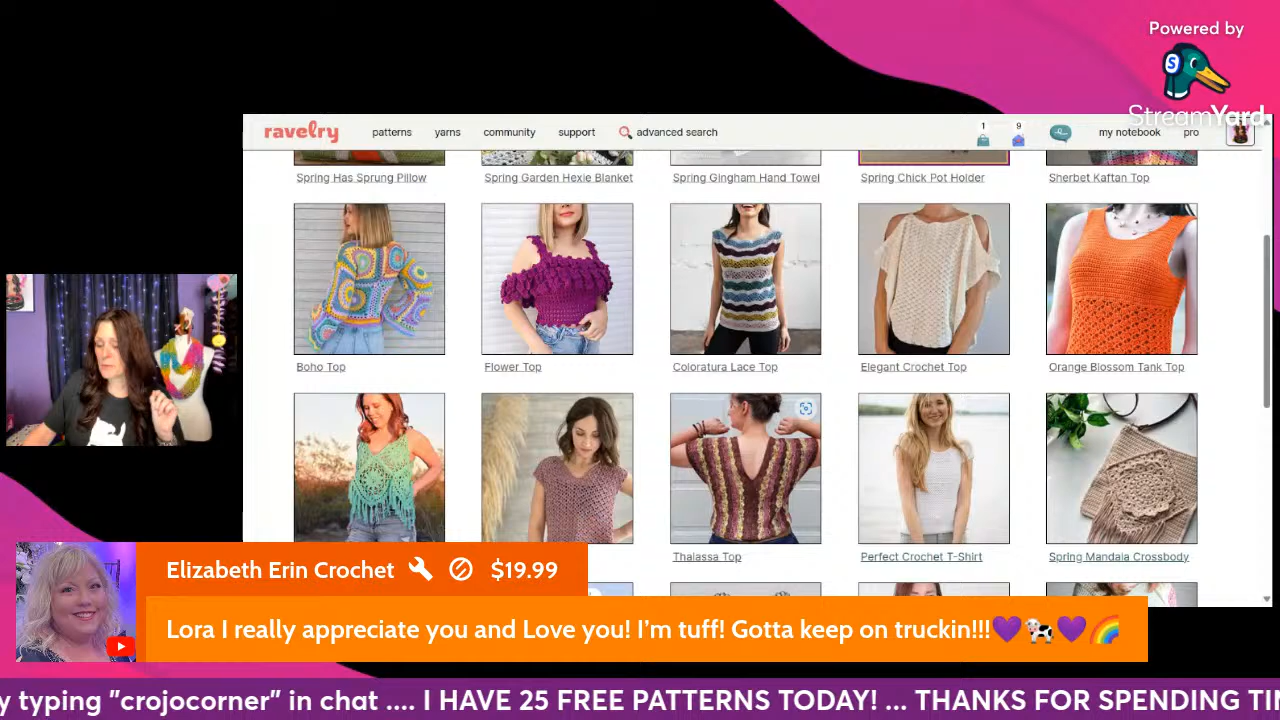 Powered by
StreamYard
ravelry patterns yarns community support advanced search 1 9 my notebook pro
Spring Has Sprung Pillow Spring Garden Hexie Blanket Spring Gingham Hand Towel Spring Chick Pot Holder Sherbet Kaftan Top
Boho Top Flower Top Coloratura Lace Top Elegant Crochet Top Orange Blossom Tank Top
Thalassa Top Perfect Crochet T-Shirt Spring Mandala Crossbody
Elizabeth Erin Crochet $19.99
Lora I really appreciate you and Love you! I'm tuff! Gotta keep on truckin!!!💜🐄💜🌈
y typing "crojocorner" in chat .... I HAVE 25 FREE PATTERNS TODAY! ... THANKS FOR SPENDING TI